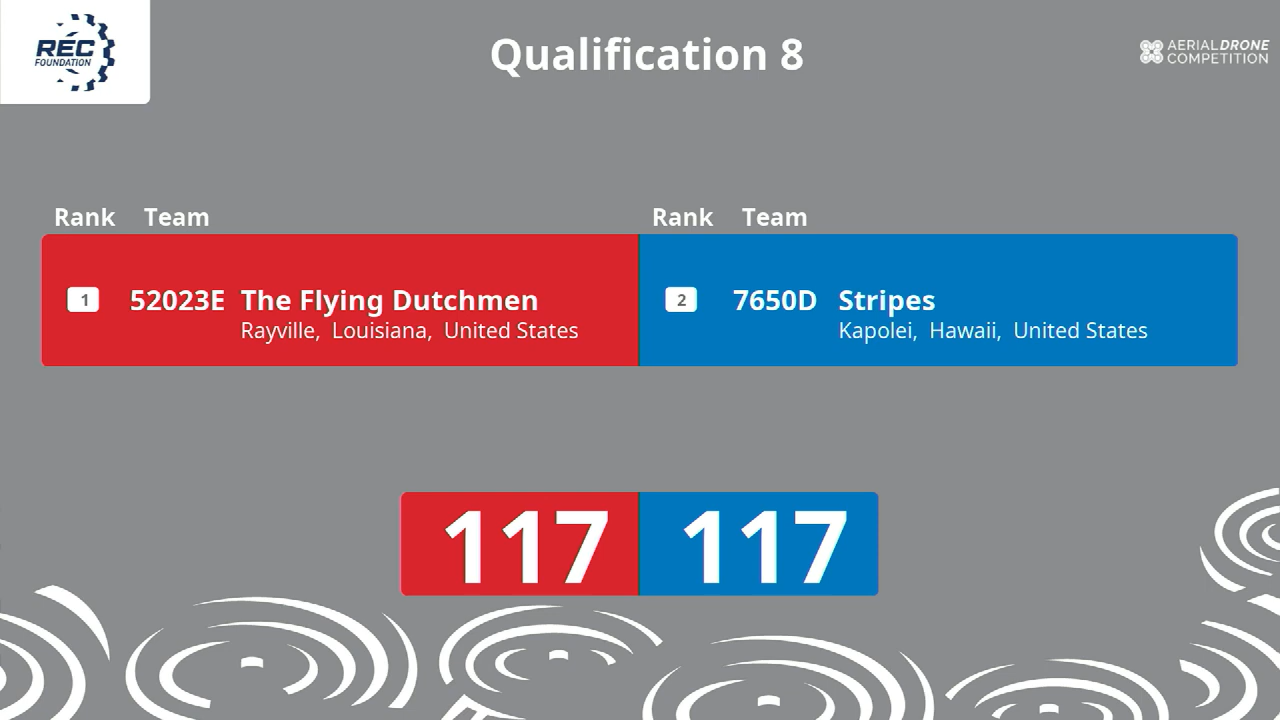 REC
FOUNDATION
Qualification 8
AERIALDRONE
COMPETITION
Rank Team
Rank Team
1 52023E The Flying Dutchmen
Rayville, Louisiana, United States
2 7650D Stripes
Kapolei, Hawaii, United States
117 117